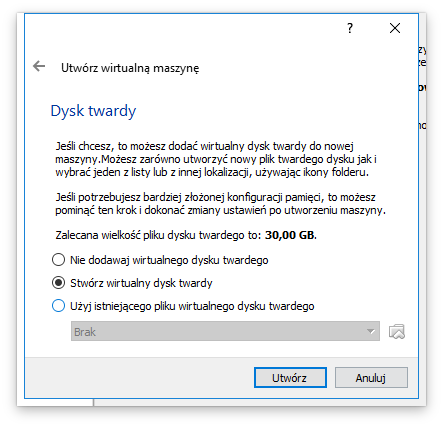 ?
Utwórz wirtualną maszynę
Dysk twardy
Jeśli chcesz, to możesz dodać wirtualny dysk twardy do nowej
maszyny.Możesz zarówno utworzyć nowy plik twardego dysku jak i
wybrać jeden z listy lub z innej lokalizacji, używając ikony folderu.
Jeśli potrzebujesz bardziej złożonej konfiguracji pamięci, to możesz
pominąć ten krok i dokonać zmiany ustawień po utworzeniu maszyny.
Zalecana wielkość pliku dysku twardego to: 30,00 GB.
Nie dodawaj wirtualnego dysku twardego
Stwórz wirtualny dysk twardy
Użyj istniejącego pliku wirtualnego dysku twardego
Brak
Utwórz Anuluj